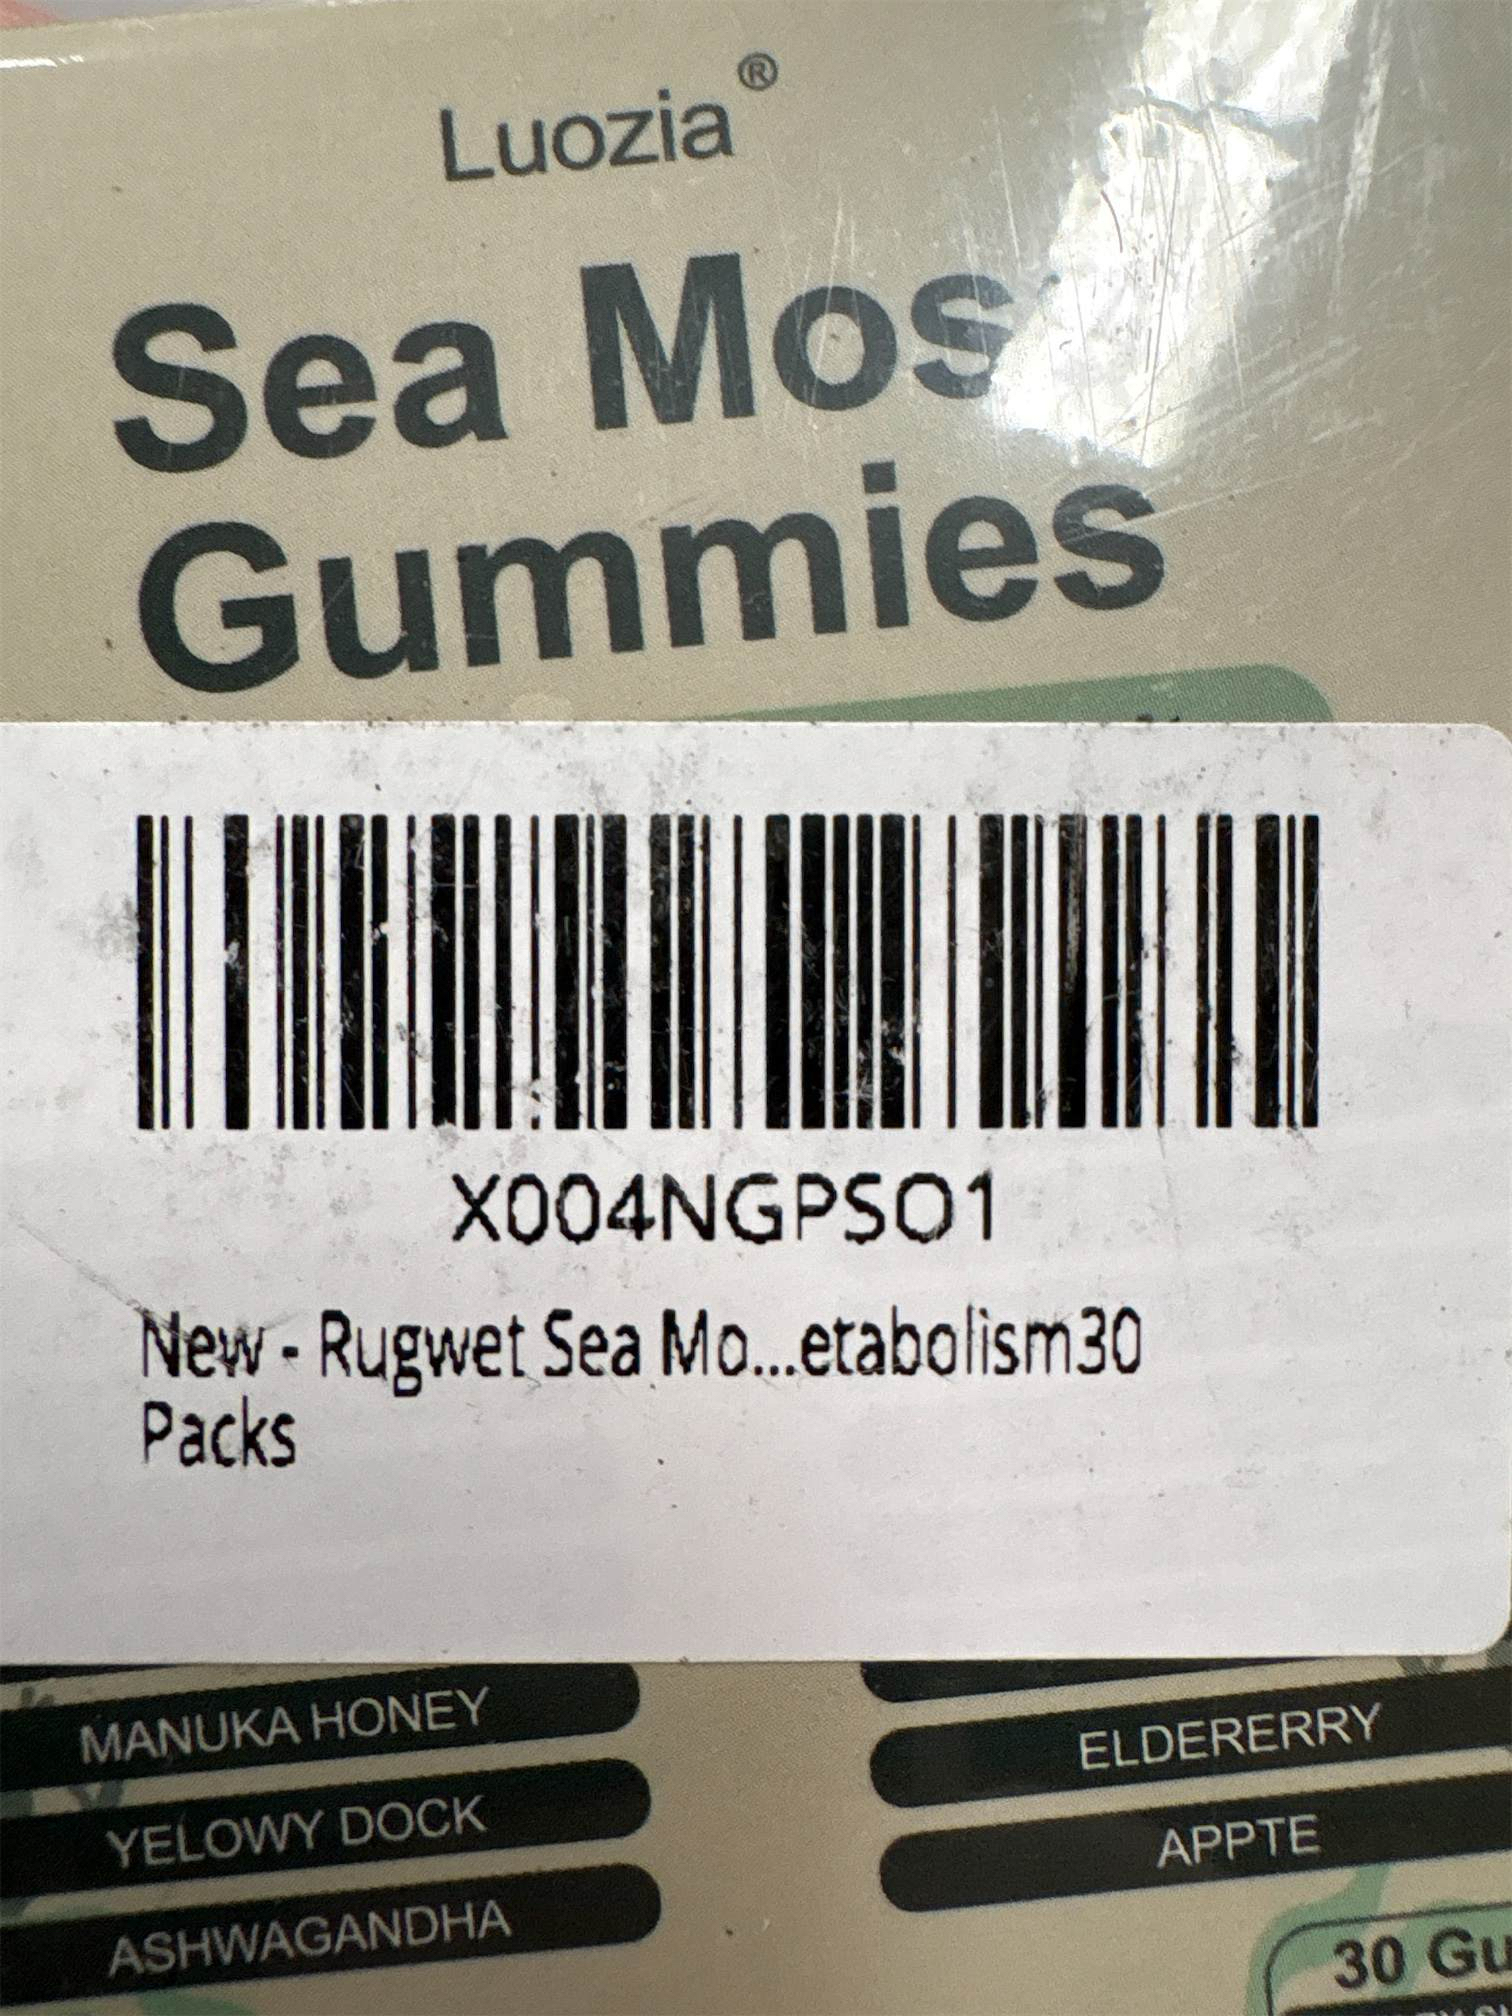 Luozia®
Sea Moss
Gummies
X004NGPSO1
New - Rugwet Sea Mo...etabolism30
Packs
MANUKA HONEY
YELOWY DOCK
ASHWAGANDHA
ELDERERRY
APPTE
30 Gu